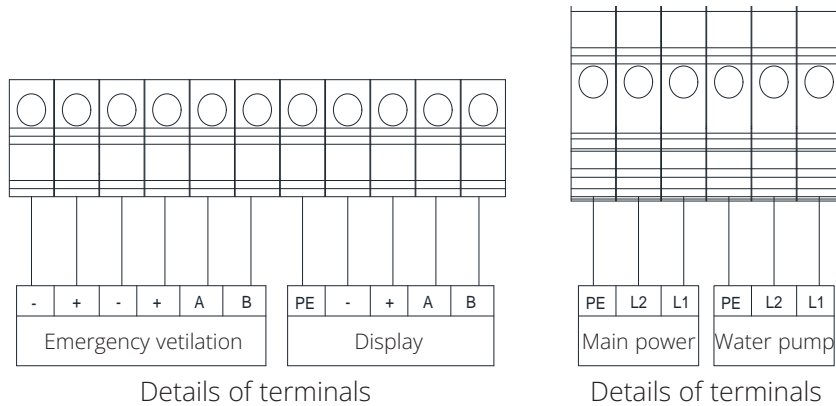 - + - + A B PE - + A B
Emergency vetilation Display
Details of terminals
PE L2 L1 PE L2 L1
Main power Water pump
Details of terminals